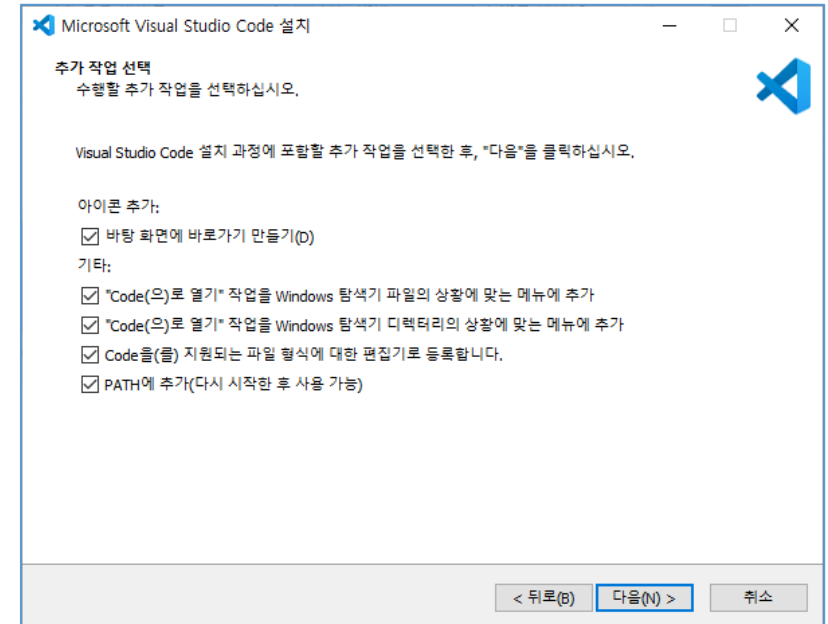 Microsoft Visual Studio Code 설치
추가 작업 선택
수행할 추가 작업을 선택하십시오.
Visual Studio Code 설치 과정에 포함할 추가 작업을 선택한 후, "다음"을 클릭하십시오.
아이콘 추가:
바탕 화면에 바로가기 만들기(D)
기타:
"Code(으)로 열기" 작업을 Windows 탐색기 파일의 상황에 맞는 메뉴에 추가
"Code(으)로 열기" 작업을 Windows 탐색기 디렉터리의 상황에 맞는 메뉴에 추가
Code을(를) 지원되는 파일 형식에 대한 편집기로 등록합니다.
PATH에 추가(다시 시작한 후 사용 가능)
< 뒤로(B) 다음(N) > 취소